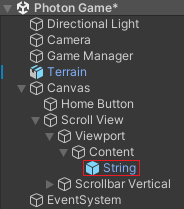 Photon Game*
Directional Light
Camera
Game Manager
Terrain
Canvas
Home Button
Scroll View
Viewport
Content
String
Scrollbar Vertical
EventSystem